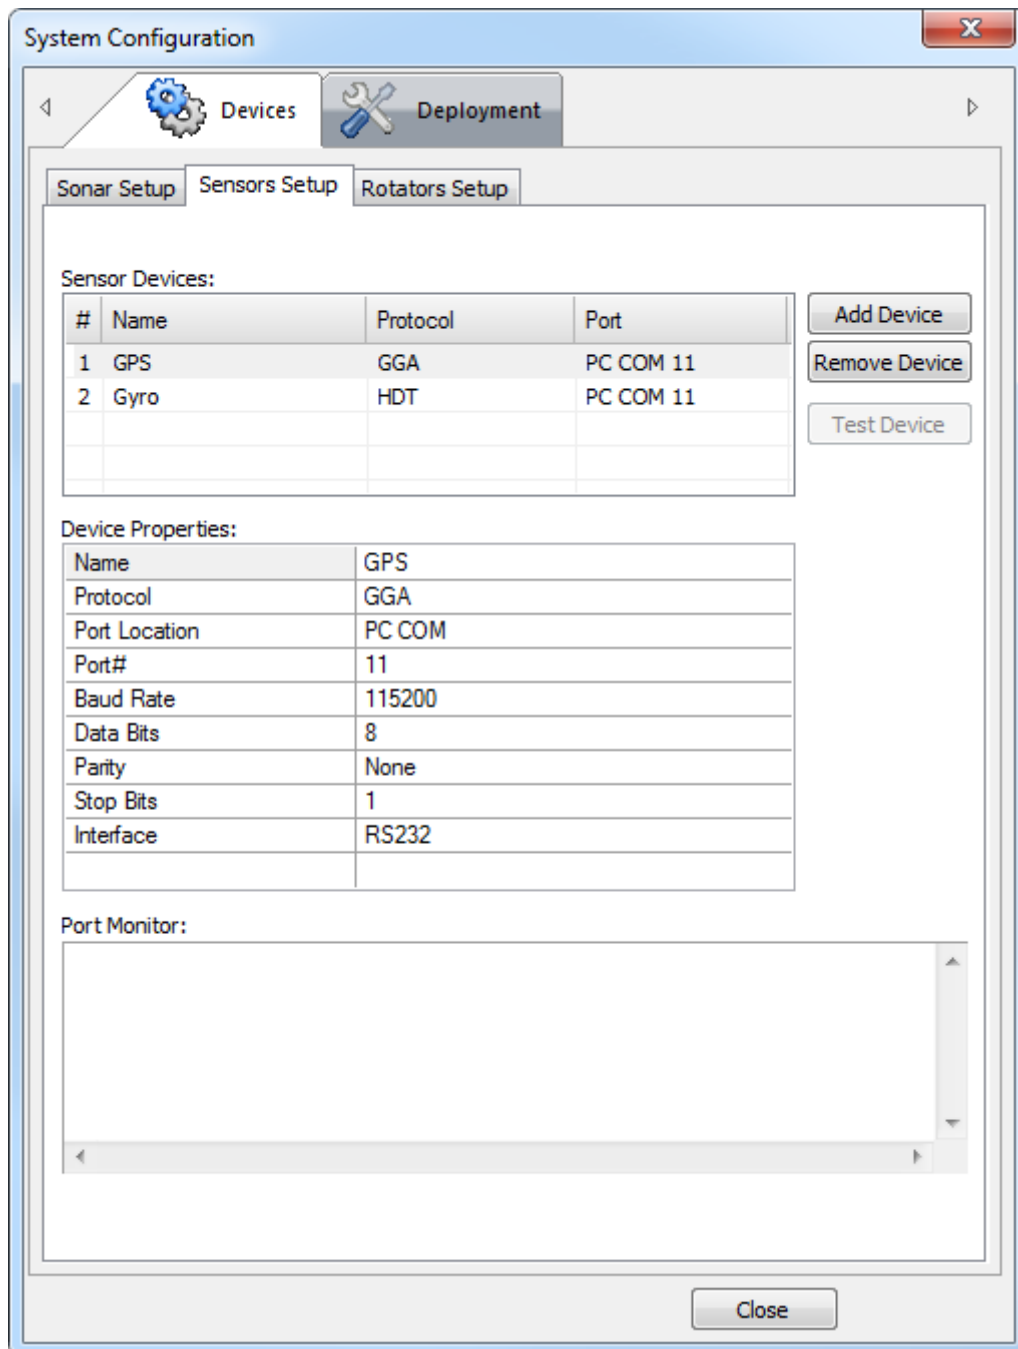 System Configuration
Devices Deployment
Sonar Setup Sensors Setup Rotators Setup
Sensor Devices:
# Name Protocol Port
1 GPS GGA PC COM 11
2 Gyro HDT PC COM 11
Add Device
Remove Device
Test Device
Device Properties:
Name GPS
Protocol GGA
Port Location PC COM
Port# 11
Baud Rate 115200
Data Bits 8
Parity None
Stop Bits 1
Interface RS232
Port Monitor:
Close